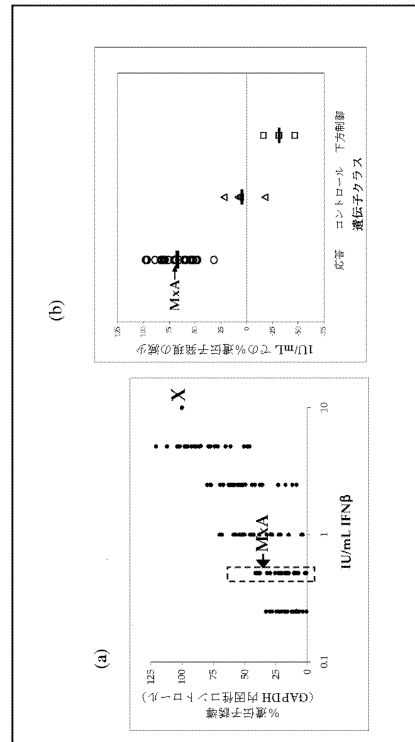 (a)
%遺伝子誘導
(GAPDH 内因性コントロール)
125
100
75
50
25
0
X
MxA
0.1
1
10
IU/mL IFNβ
(b)
1U/mL での%遺伝子発現の減少
125
100
75
50
25
0
-25
-50
-75
MxA
応答 コントロール 下方制御
遺伝子クラス